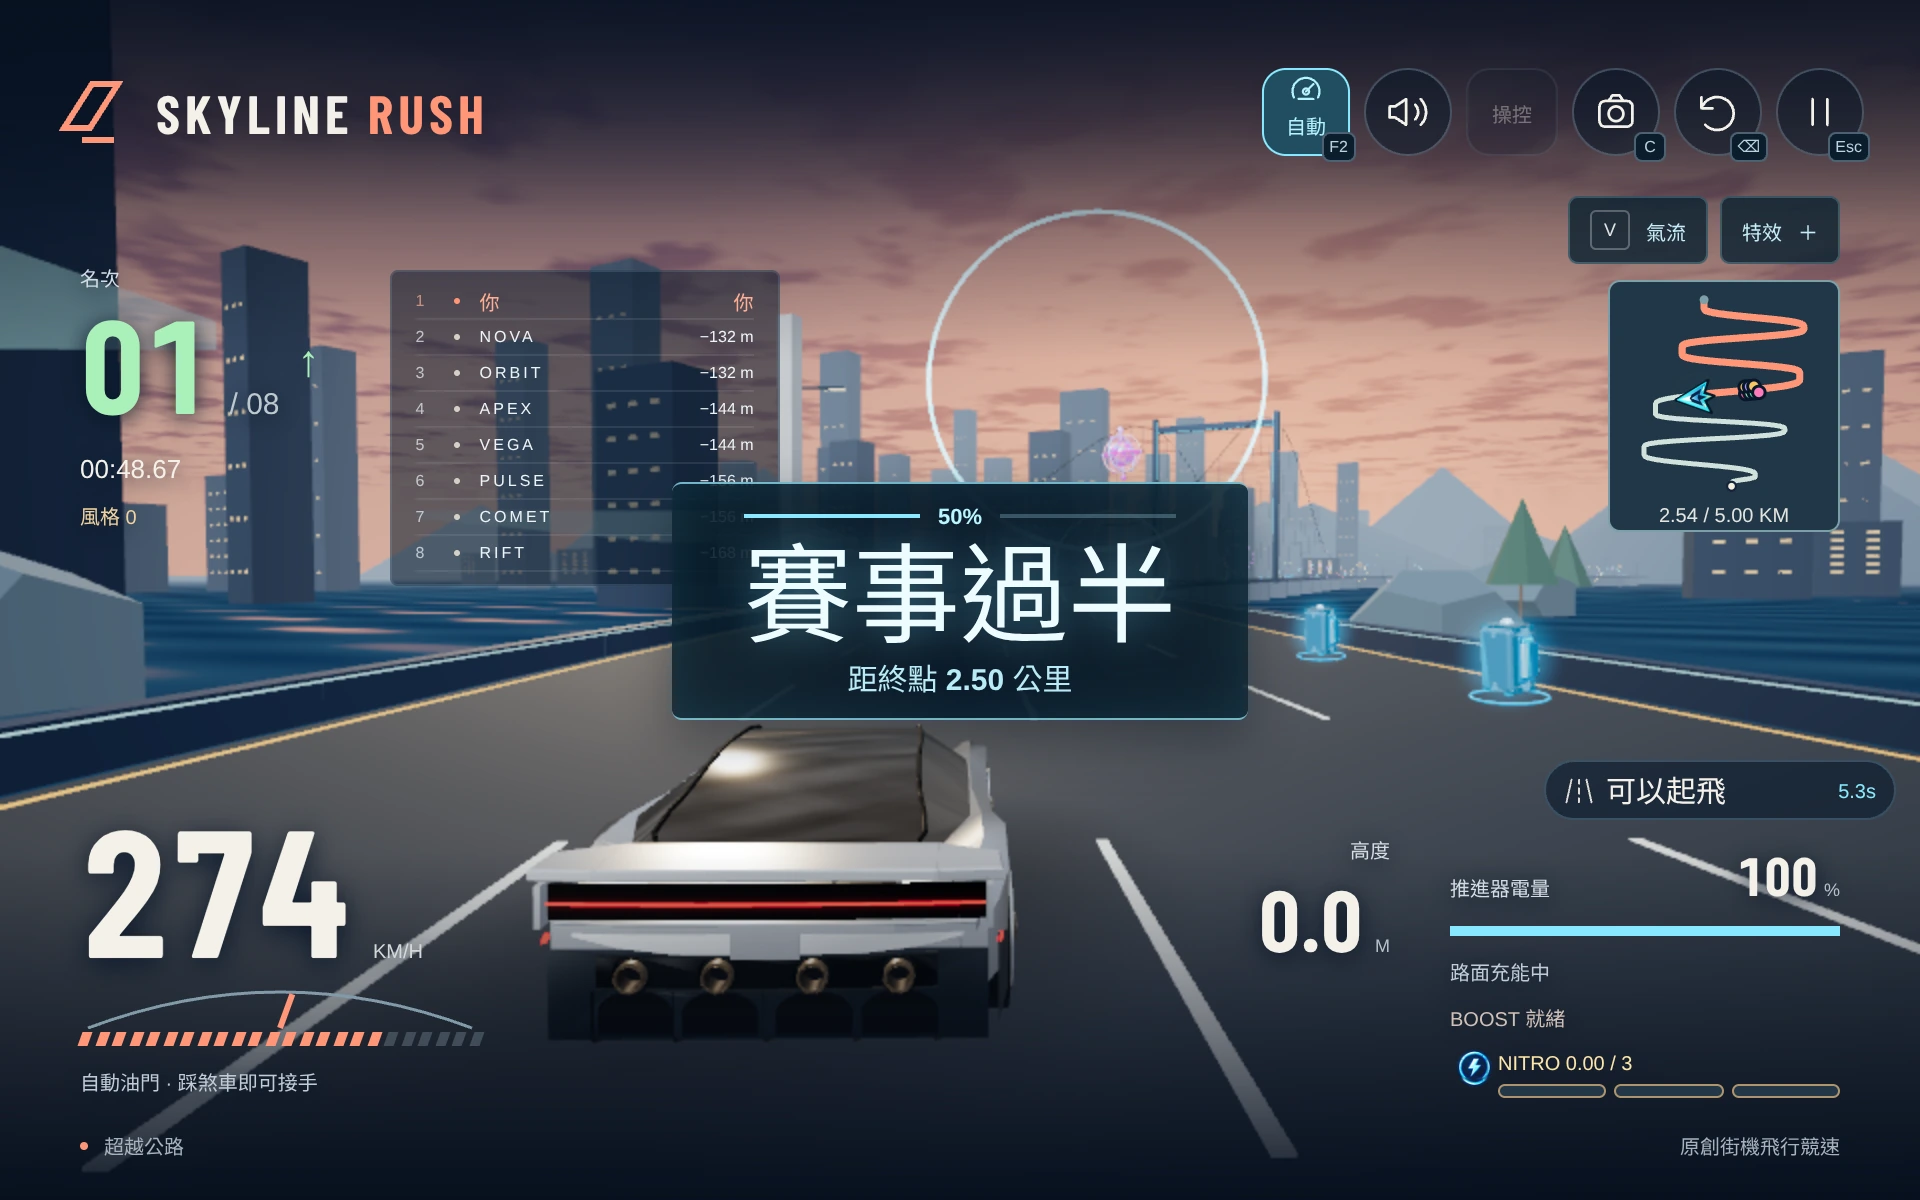 SKYLINE RUSH
自動
F2
操控
C
⌫
Esc
V 氣流
特效 +
名次
01 / 08 ↑
00:48.67
風格 0
1 • 你 你
2 • NOVA −132 m
3 • ORBIT −132 m
4 • APEX −144 m
5 • VEGA −144 m
6 • PULSE −156 m
7 • COMET −156 m
8 • RIFT −168 m
2.54 / 5.00 KM
50%
賽事過半
距終點 2.50 公里
可以起飛 5.3s
274 KM/H
自動油門 · 踩煞車即可接手
• 超越公路
高度
0.0 M
推進器電量 100 %
路面充能中
BOOST 就緒
NITRO 0.00 / 3
原創街機飛行競速